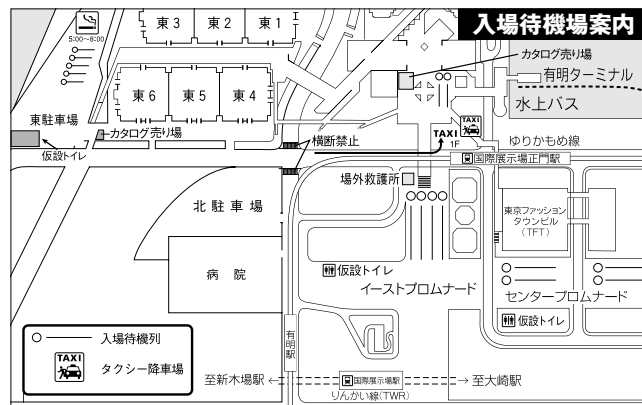 入場待機場案内
5:00〜8:00
東3
東2
東1
カタログ売り場
有明ターミナル
水上バス
東6
東5
東4
東駐車場
カタログ売り場
仮設トイレ
横断禁止
TAXI
1F
TAXI
ゆりかもめ線
国際展示場正門駅
場外救護所
北駐車場
東京ファッション
タウンビル
(TFT)
病院
仮設トイレ
イーストプロムナード
センタープロムナード
仮設トイレ
入場待機列
TAXI
タクシー降車場
有明駅
至新木場駅
国際展示場駅
至大崎駅
りんかい線(TWR)